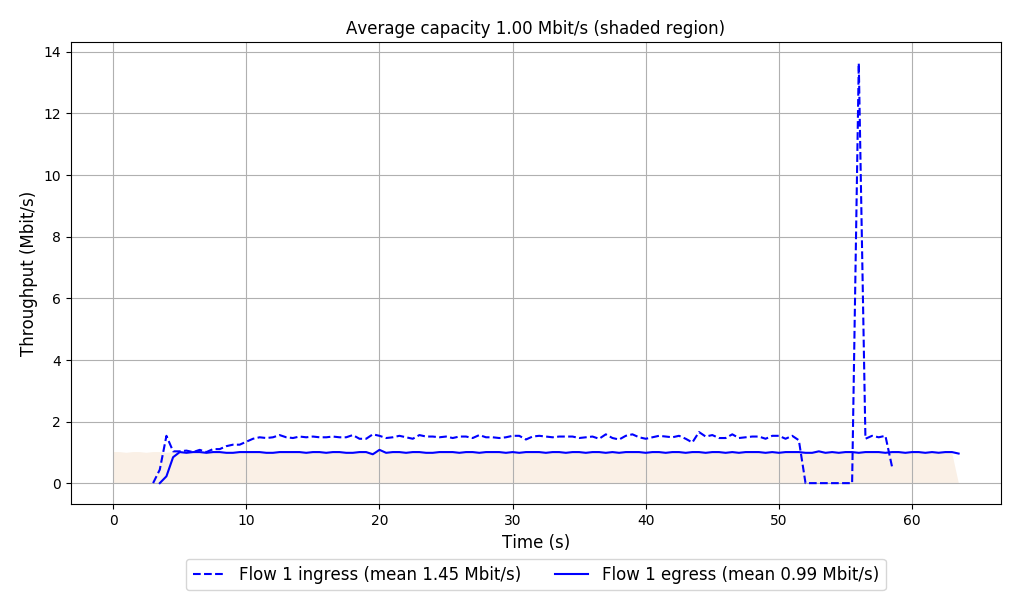 Average capacity 1.00 Mbit/s (shaded region)
14
12
10
8
6
4
2
0
Throughput (Mbit/s)
0 10 20 30 40 50 60
Time (s)
Flow 1 ingress (mean 1.45 Mbit/s) Flow 1 egress (mean 0.99 Mbit/s)